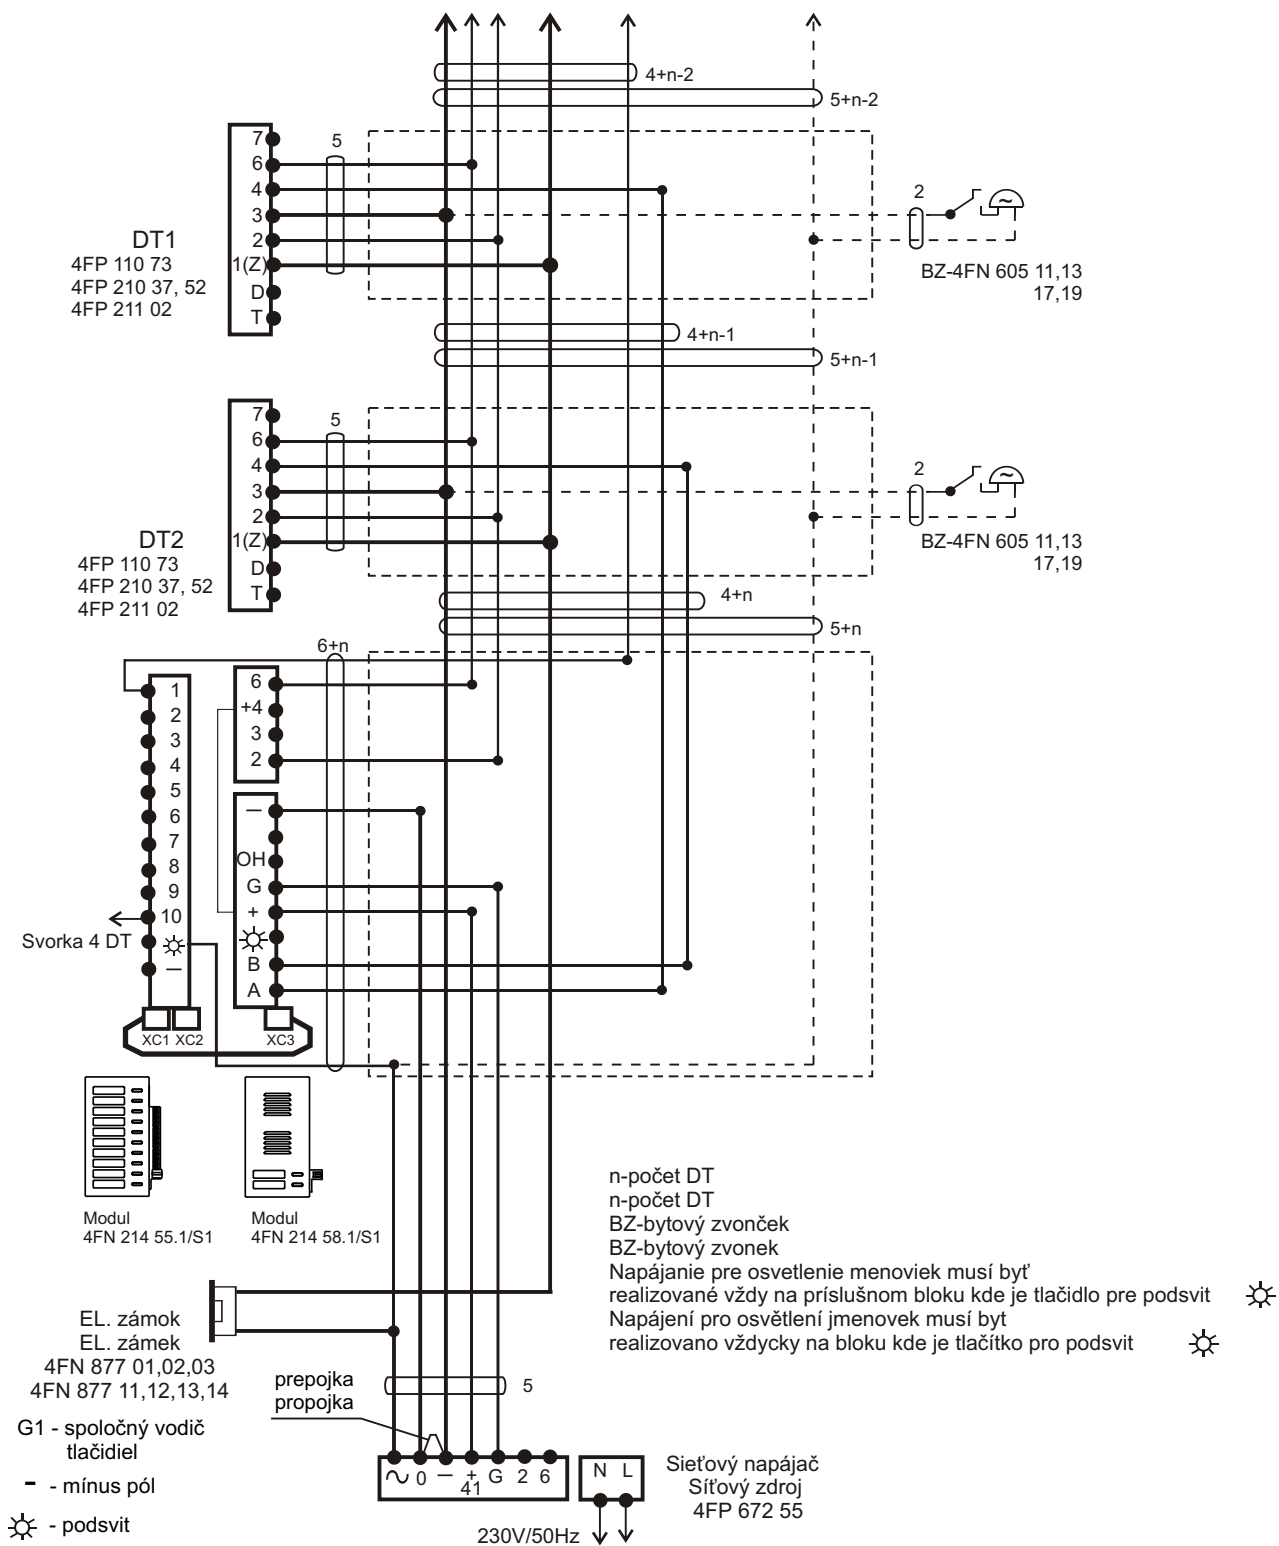 4+n-2
5+n-2
7
6
4
3
2
1(Z)
D
T
5
DT1
4FP 110 73
4FP 210 37, 52
4FP 211 02
2
~
BZ-4FN 605 11,13
17,19
4+n-1
5+n-1
7
6
4
3
2
1(Z)
D
T
5
DT2
4FP 110 73
4FP 210 37, 52
4FP 211 02
2
~
BZ-4FN 605 11,13
17,19
4+n
5+n
6+n
1
2
3
4
5
6
7
8
9
10
—
Svorka 4 DT
6
+4
3
2
—
OH
G
+
B
A
XC1 XC2
XC3
Modul
4FN 214 55.1/S1
Modul
4FN 214 58.1/S1
n-počet DT
n-počet DT
BZ-bytový zvonček
BZ-bytový zvonek
Napájanie pre osvetlenie menoviek musí byť
realizované vždy na príslušnom bloku kde je tlačidlo pre podsvit
Napájení pro osvětlení jmenovek musí byt
realizovano vždycky na bloku kde je tlačítko pro podsvit
EL. zámok
EL. zámek
4FN 877 01,02,03
4FN 877 11,12,13,14
prepojka
propojka
5
G1 - spoločný vodič
tlačidiel
- - mínus pól
- podsvit
~ 0 — + G 2 6
41
N L
Sieťový napájač
Síťový zdroj
4FP 672 55
230V/50Hz